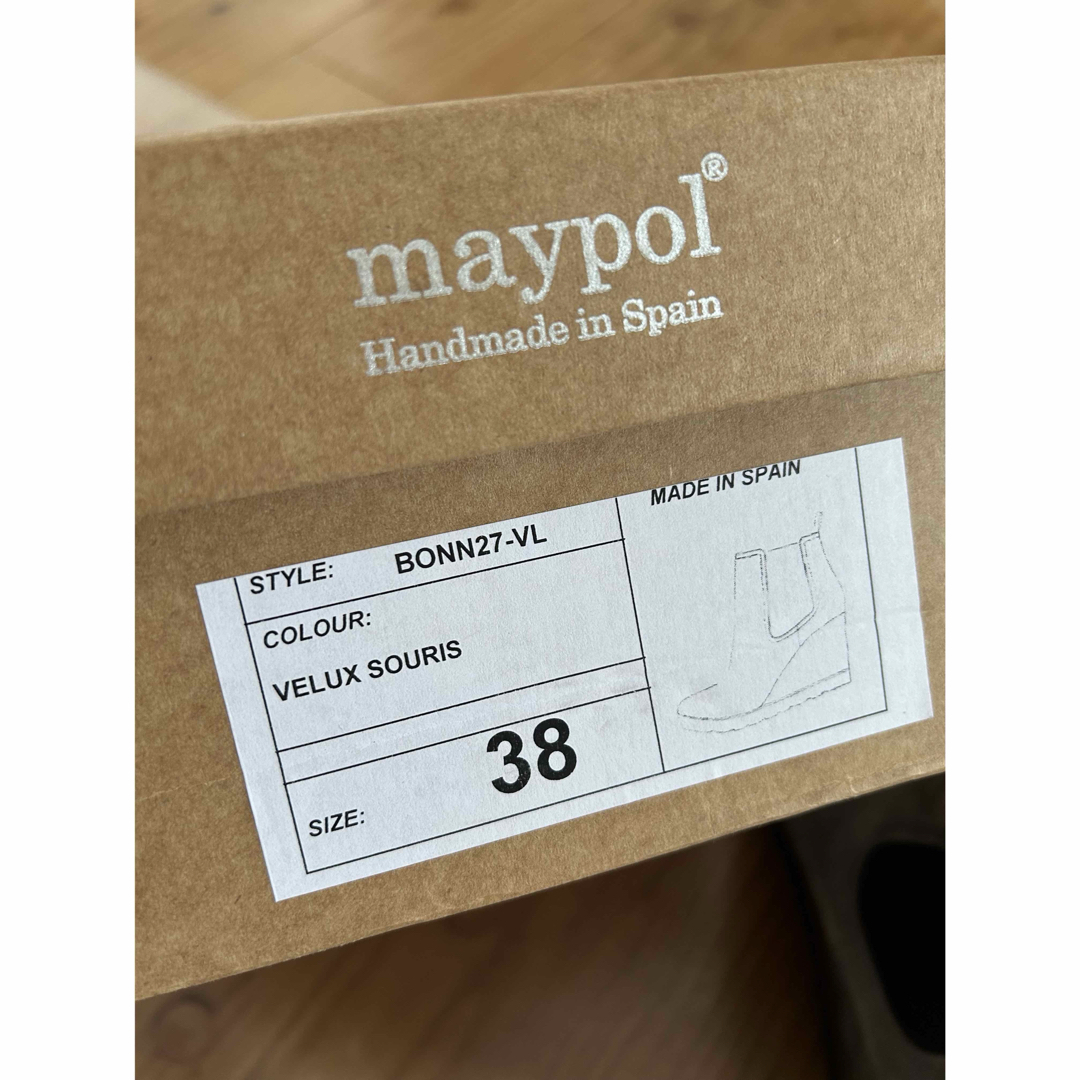 maypol®
Handmade in Spain
STYLE: BONN27-VL
MADE IN SPAIN
COLOUR:
VELUX SOURIS
38
SIZE: